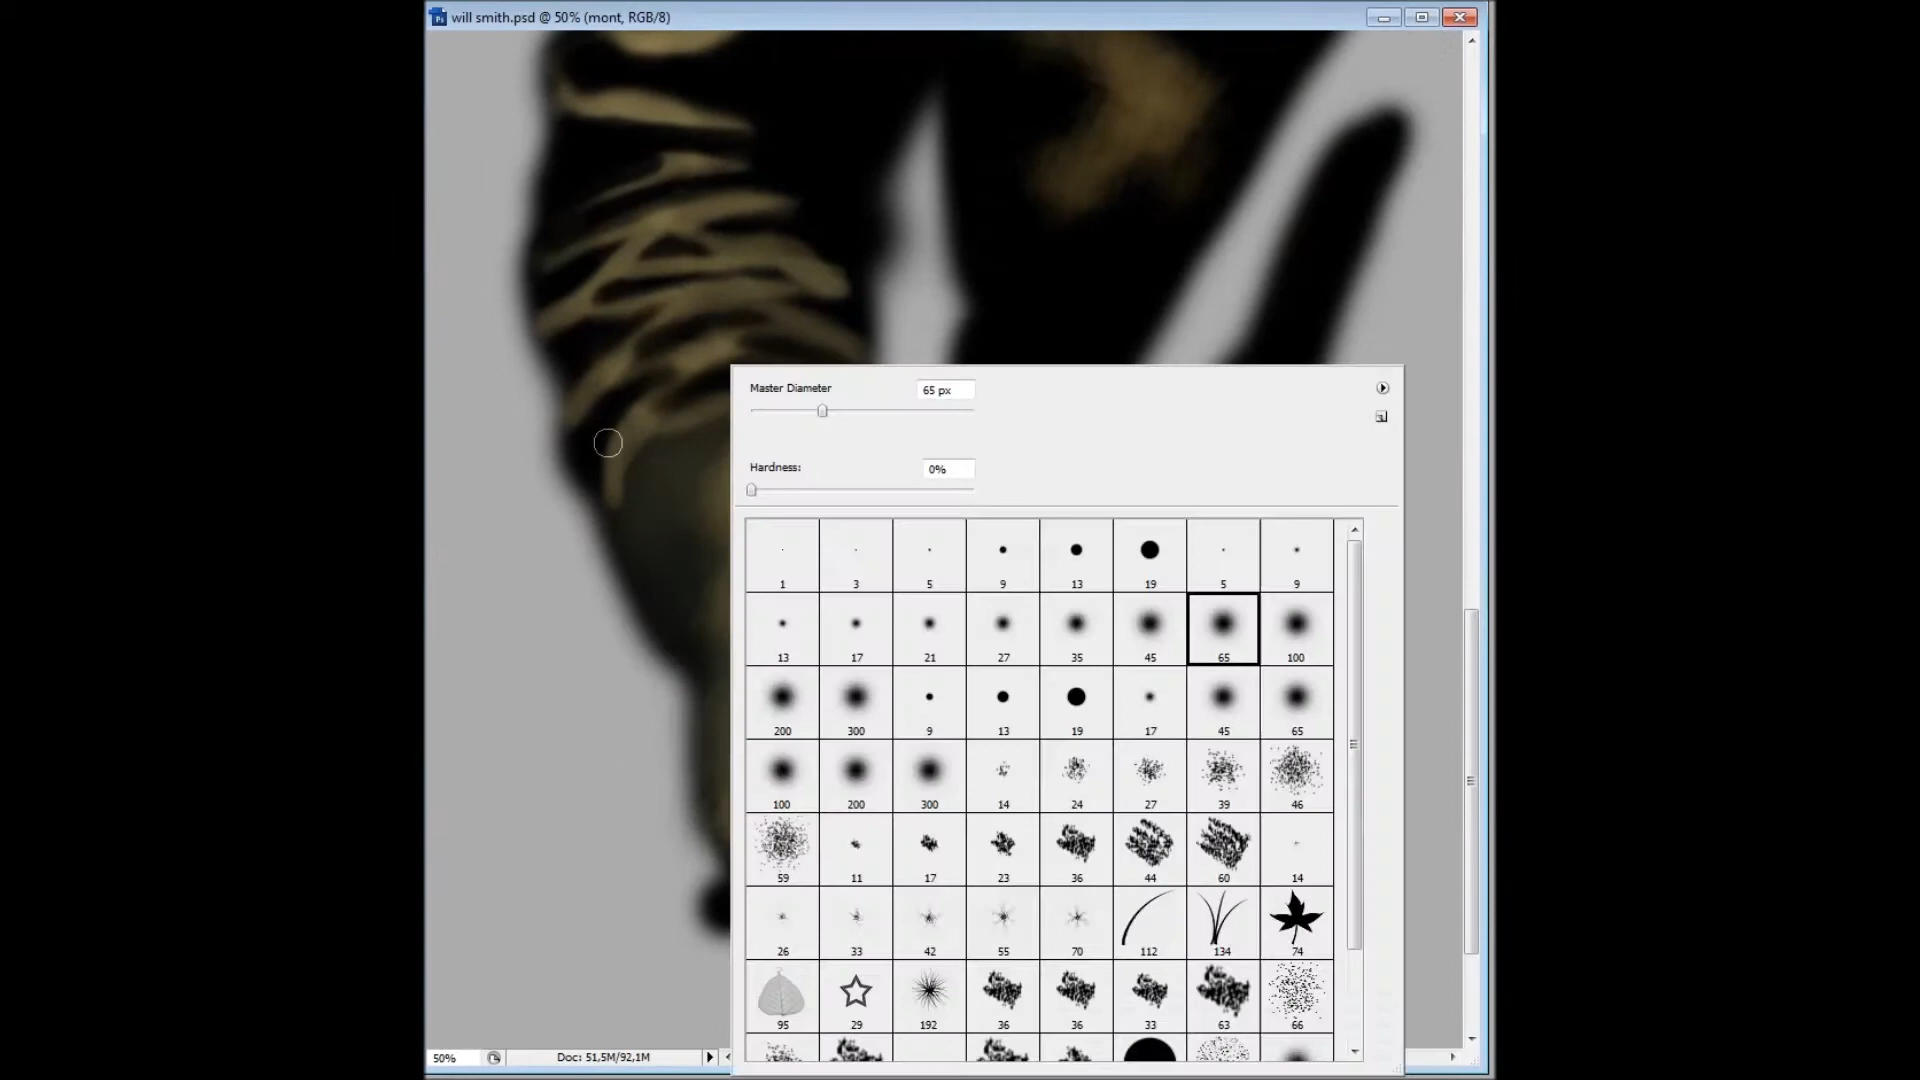 will smith.psd @ 50% (mont, RGB/8)
Master Diameter
65 px
Hardness:
0%
1 3 5 9 13 19 5 9
13 17 21 27 35 45 65 100
200 300 9 13 19 17 45 65
100 200 300 14 24 27 39 46
59 11 17 23 36 44 60 14
26 33 42 55 70 112 134 74
95 29 192 36 36 33 63 66
50%
Doc: 51,5M/92,1M